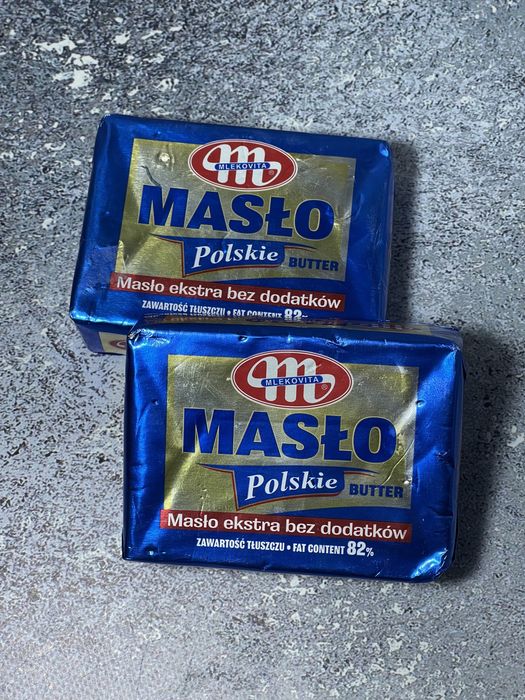 MLEKOVITA
MASŁO
Polskie BUTTER
Masło ekstra bez dodatków
ZAWARTOŚĆ TŁUSZCZU • FAT CONTENT 82%
MLEKOVITA
MASŁO
Polskie BUTTER
Masło ekstra bez dodatków
ZAWARTOŚĆ TŁUSZCZU • FAT CONTENT 82%